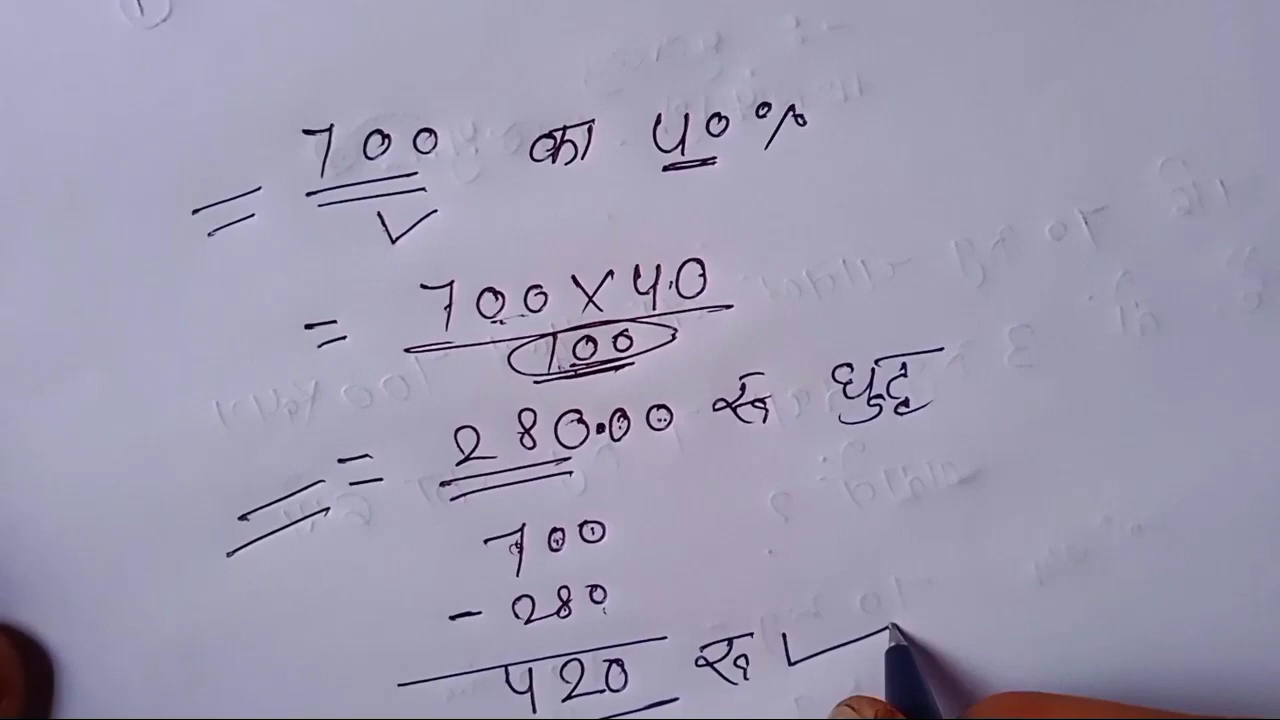 700 का 40%
= 700 X 40
100
= 280.00 रू छुट
700
- 280
420 रू